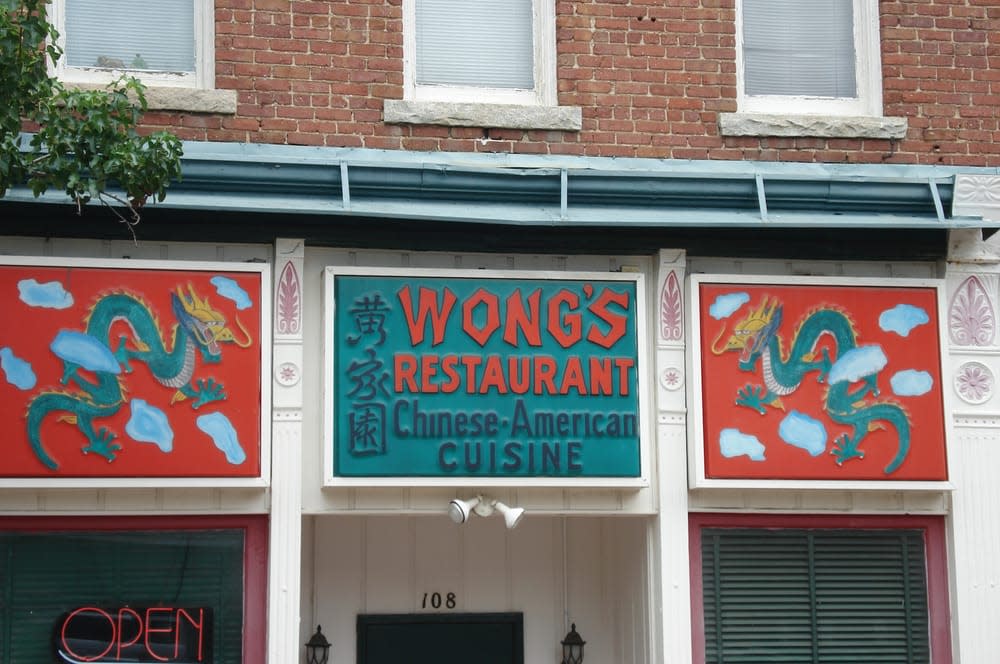 黄家園
WONG'S
RESTAURANT
Chinese-American
CUISINE
108
OPEN